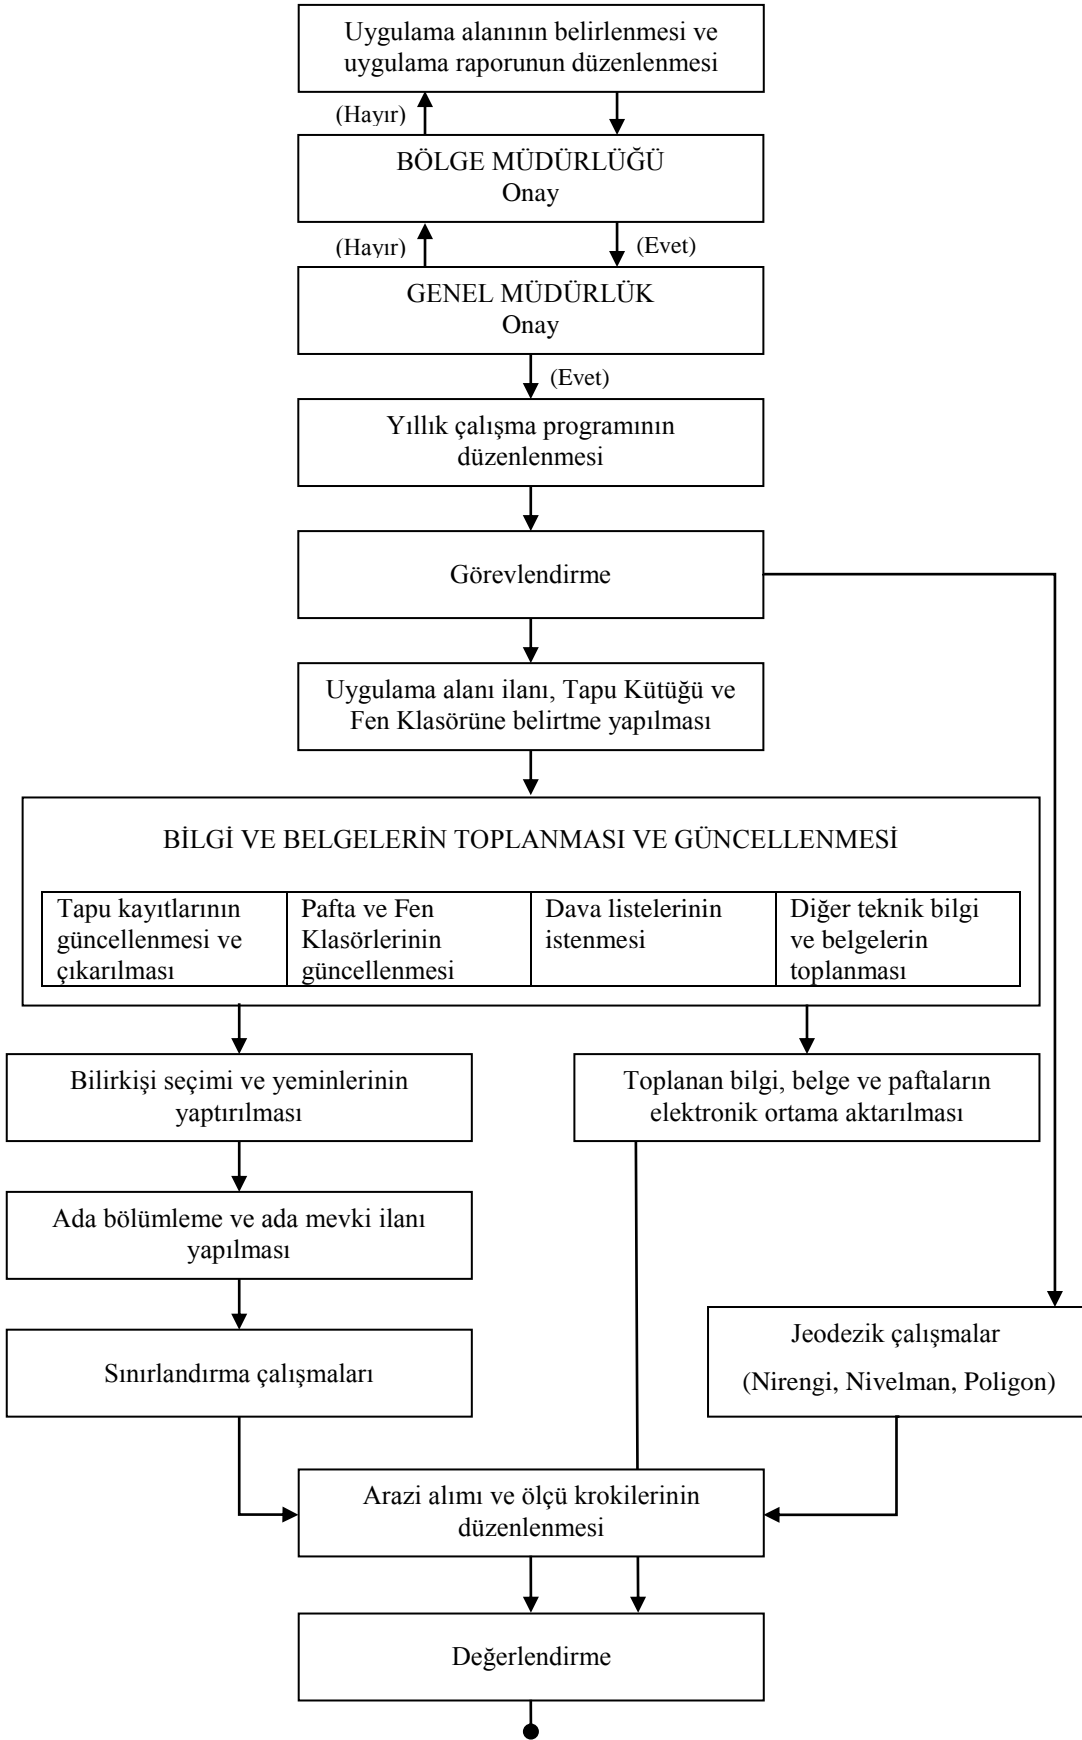 Uygulama alanının belirlenmesi ve
uygulama raporunun düzenlenmesi
(Hayır)
BÖLGE MÜDÜRLÜĞÜ
Onay
(Hayır)
(Evet)
GENEL MÜDÜRLÜK
Onay
(Evet)
Yıllık çalışma programının
düzenlenmesi
Görevlendirme
Uygulama alanı ilanı, Tapu Kütüğü ve
Fen Klasörüne belirtme yapılması
BİLGİ VE BELGELERİN TOPLANMASI VE GÜNCELLENMESİ
Tapu kayıtlarının
güncellenmesi ve
çıkarılması
Pafta ve Fen
Klasörlerinin
güncellenmesi
Dava listelerinin
istenmesi
Diğer teknik bilgi
ve belgelerin
toplanması
Bilirkişi seçimi ve yeminlerinin
yaptırılması
Toplanan bilgi, belge ve paftaların
elektronik ortama aktarılması
Ada bölümleme ve ada mevki ilanı
yapılması
Sınırlandırma çalışmaları
Jeodezik çalışmalar
(Nirengi, Nivelman, Poligon)
Arazi alımı ve ölçü krokilerinin
düzenlenmesi
Değerlendirme